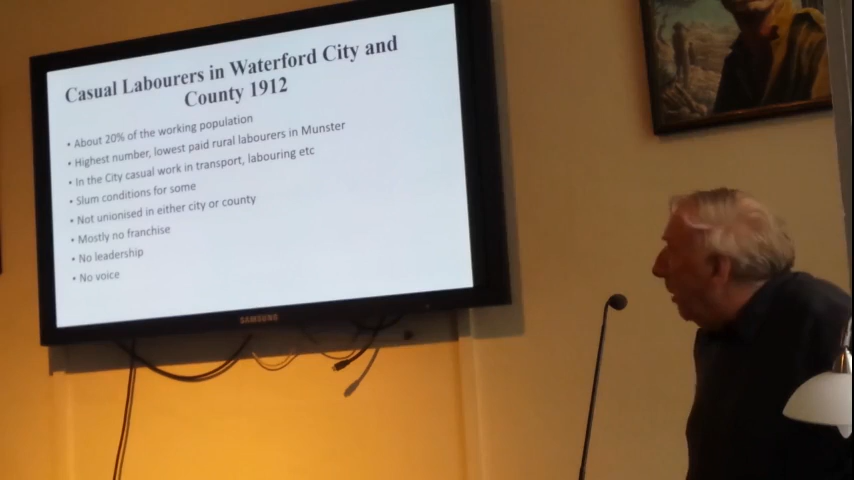 Casual Labourers in Waterford City and
County 1912
• About 20% of the working population
• Highest number, lowest paid rural labourers in Munster
• In the City casual work in transport, labouring etc
• Slum conditions for some
• Not unionised in either city or county
• Mostly no franchise
• No leadership
• No voice
SAMSUNG